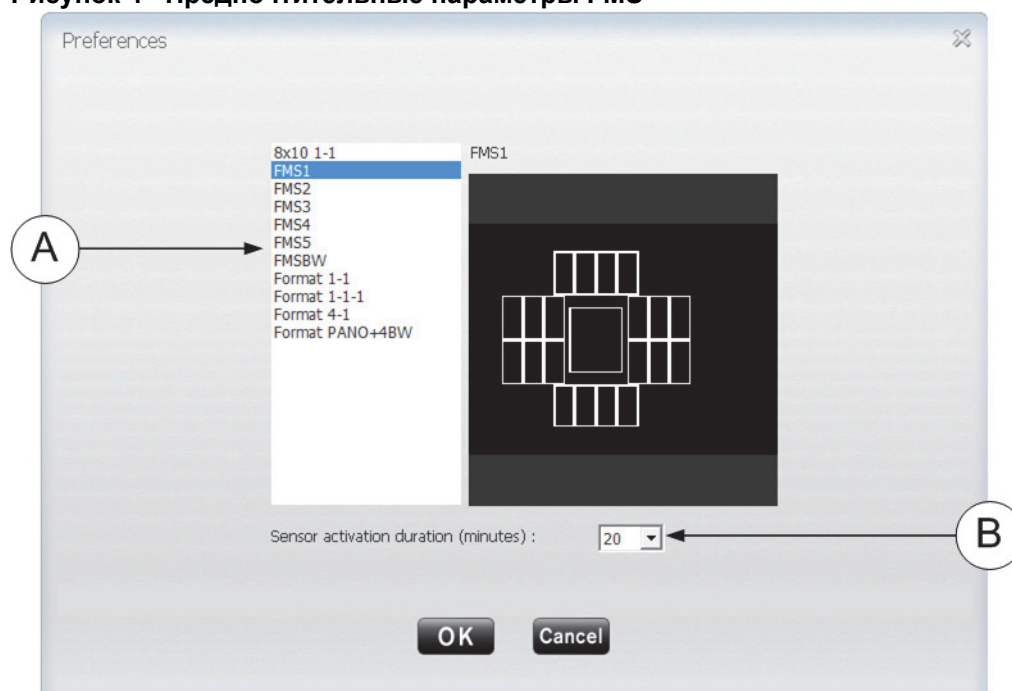 Preferences
8x10 1-1
FMS1
FMS2
FMS3
FMS4
FMS5
FMSBW
Format 1-1
Format 1-1-1
Format 4-1
Format PANO+4BW
FMS1
A
Sensor activation duration (minutes) :
20
B
OK
Cancel